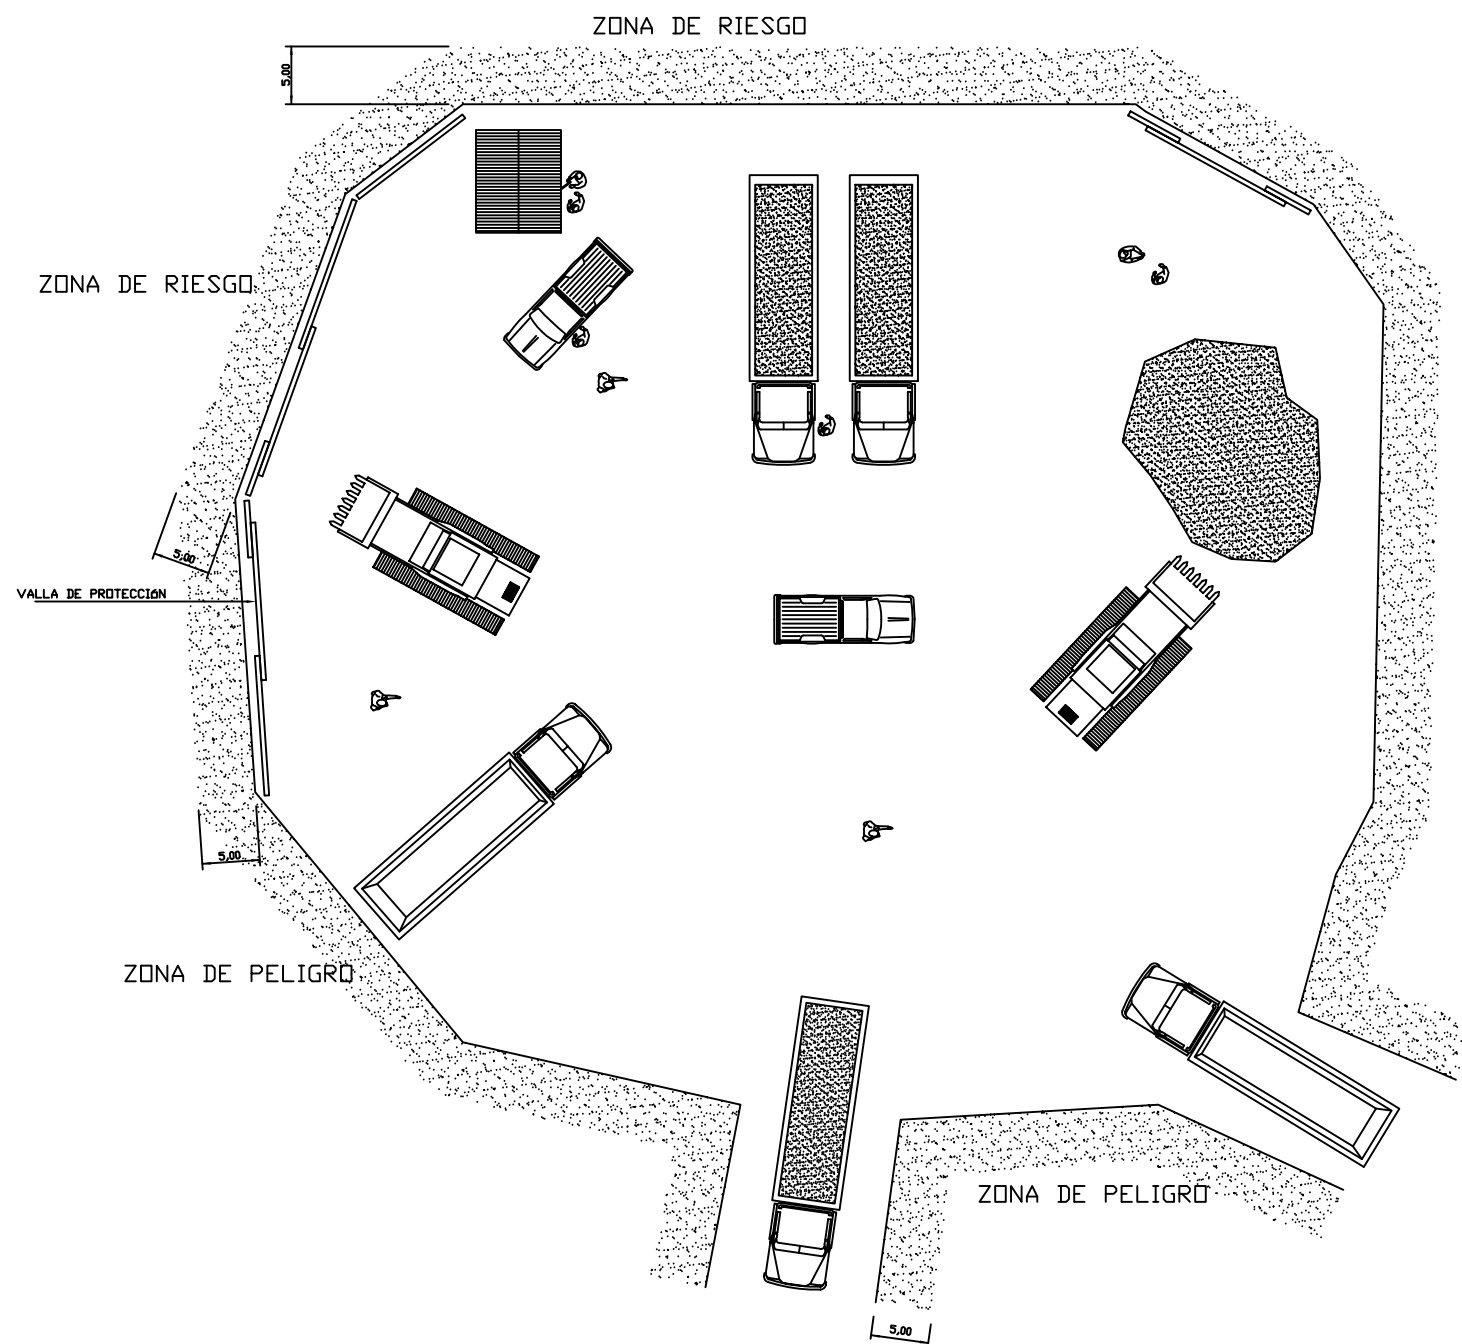 ZONA DE RIESGO
5,00
ZONA DE RIESGO
5,00
VALLA DE PROTECCIÓN
5,00
ZONA DE PELIGRO
ZONA DE PELIGRO
5,00